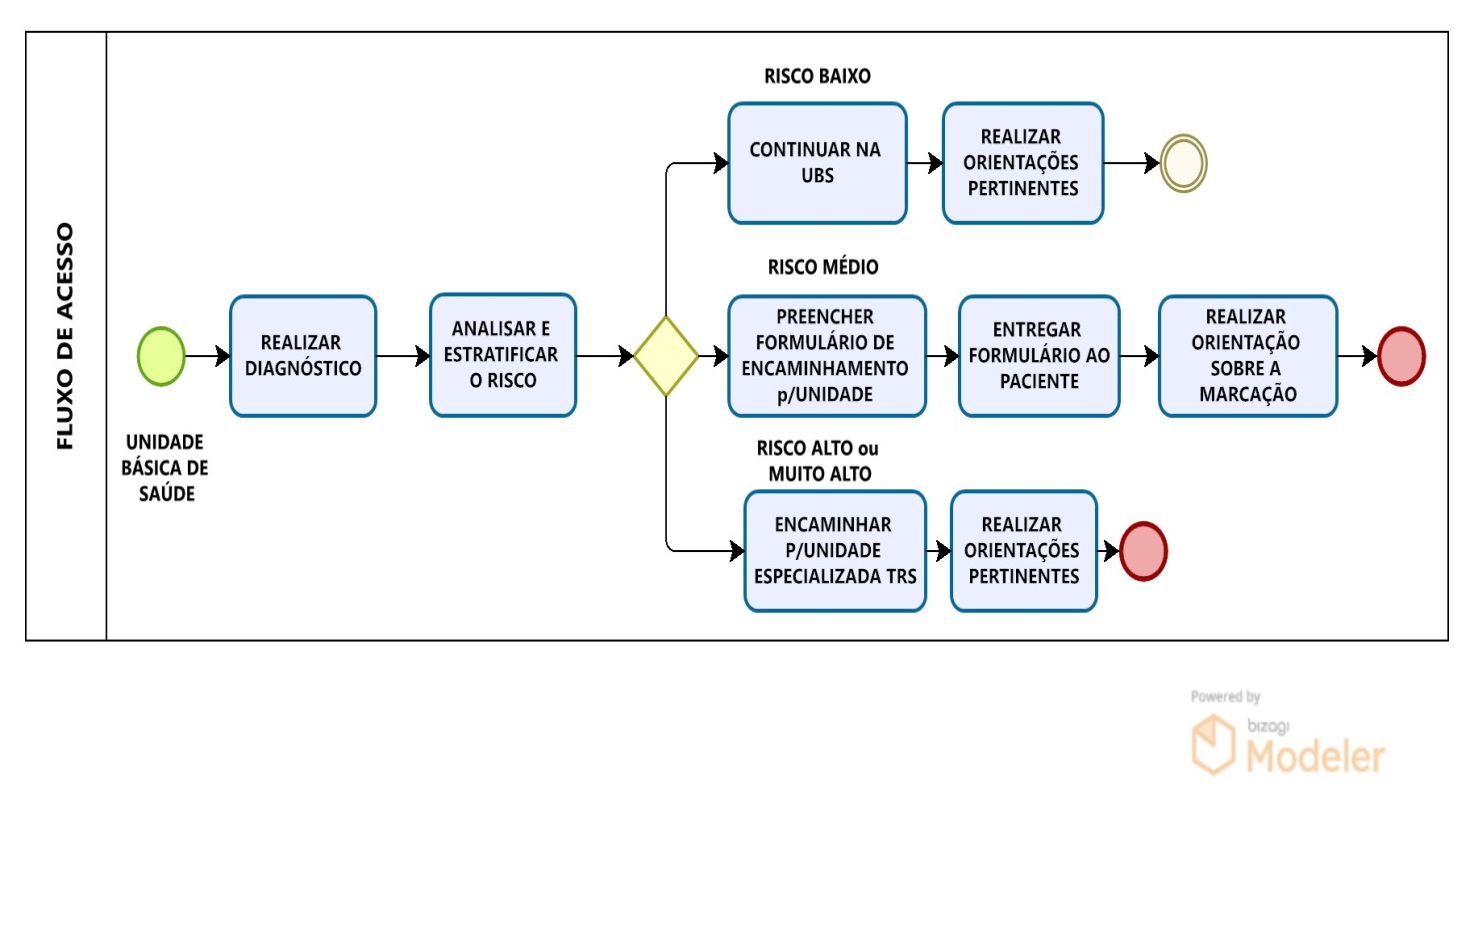 FLUXO DE ACESSO
UNIDADE
BÁSICA DE
SAÚDE
REALIZAR
DIAGNÓSTICO
ANALISAR E
ESTRATIFICAR
O RISCO
RISCO BAIXO
CONTINUAR NA
UBS
REALIZAR
ORIENTAÇÕES
PERTINENTES
RISCO MÉDIO
PREENCHER
FORMULÁRIO DE
ENCAMINHAMENTO
p/UNIDADE
ENTREGAR
FORMULÁRIO AO
PACIENTE
REALIZAR
ORIENTAÇÃO
SOBRE A
MARCAÇÃO
RISCO ALTO ou
MUITO ALTO
ENCAMINHAR
P/UNIDADE
ESPECIALIZADA TRS
REALIZAR
ORIENTAÇÕES
PERTINENTES
Powered by
bizagi
Modeler